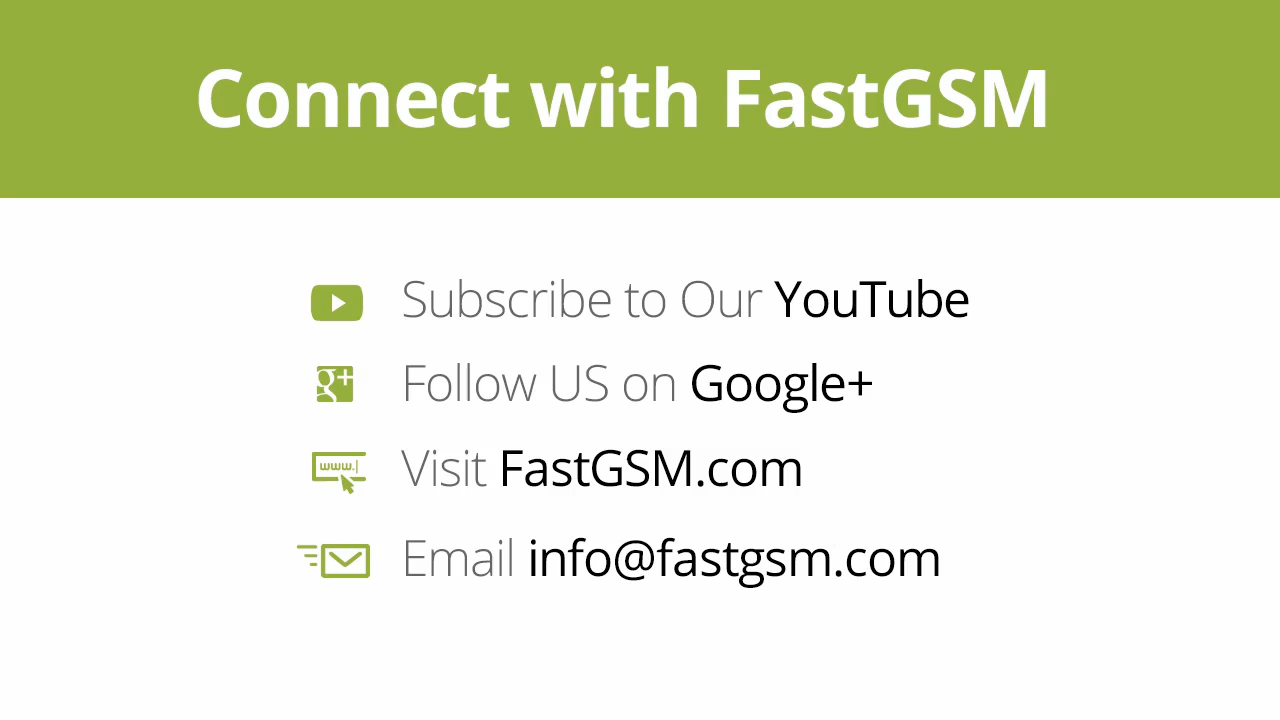 Connect with FastGSM
Subscribe to Our YouTube
g+
Follow US on Google+
www.|
Visit FastGSM.com
Email info@fastgsm.com